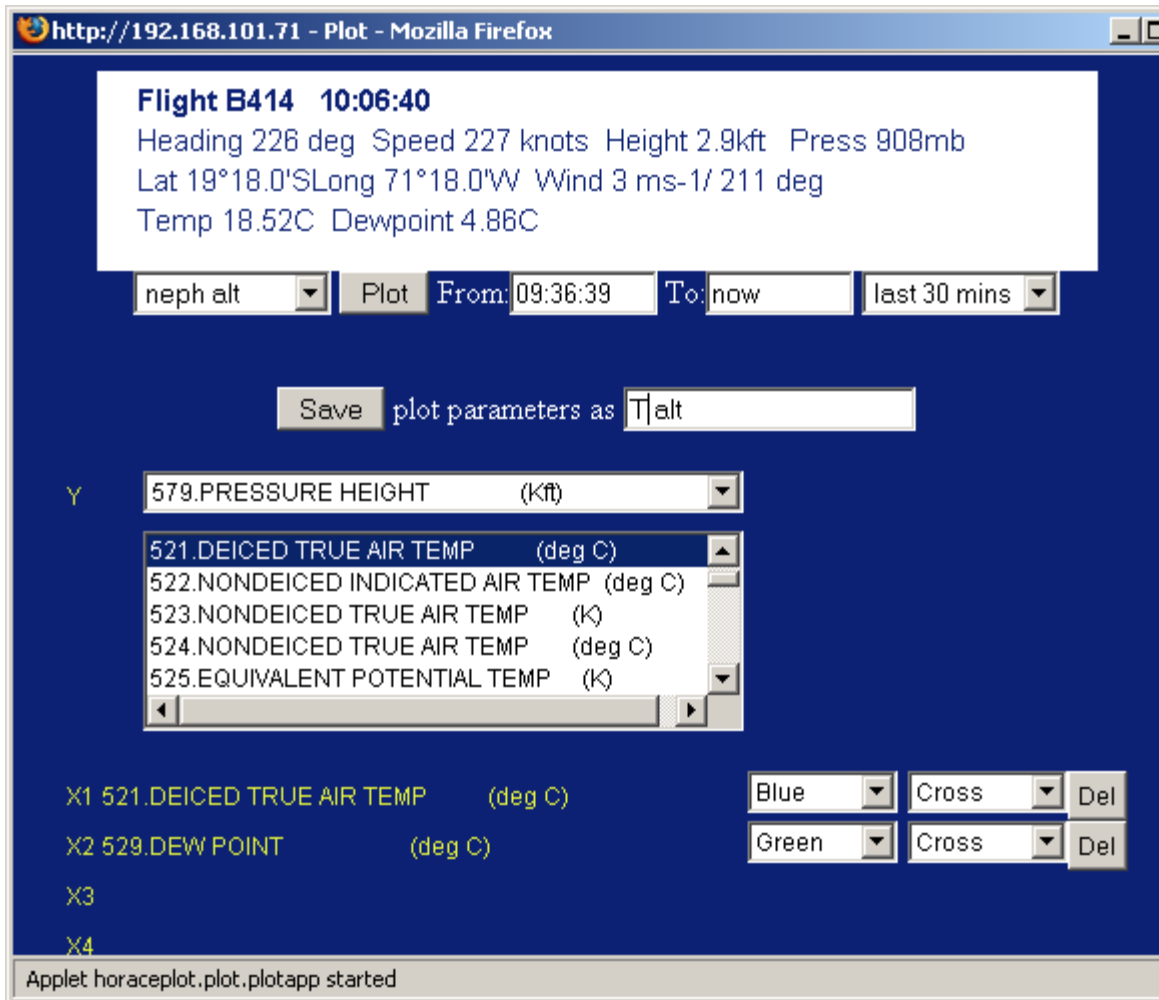 http://192.168.101.71 - Plot - Mozilla Firefox
Flight B414 10:06:40
Heading 226 deg Speed 227 knots Height 2.9kft Press 908mb
Lat 19°18.0'SLong 71°18.0'W Wind 3 ms-1/ 211 deg
Temp 18.52C Dewpoint 4.86C
neph alt Plot From: 09:36:39 To: now last 30 mins
Save plot parameters as T alt
Y 579.PRESSURE HEIGHT (Kft)
521.DEICED TRUE AIR TEMP (deg C)
522.NONDEICED INDICATED AIR TEMP (deg C)
523.NONDEICED TRUE AIR TEMP (K)
524.NONDEICED TRUE AIR TEMP (deg C)
525.EQUIVALENT POTENTIAL TEMP (K)
X1 521.DEICED TRUE AIR TEMP (deg C) Blue Cross Del
X2 529.DEW POINT (deg C) Green Cross Del
X3
X4
Applet horaceplot.plot.plotapp started